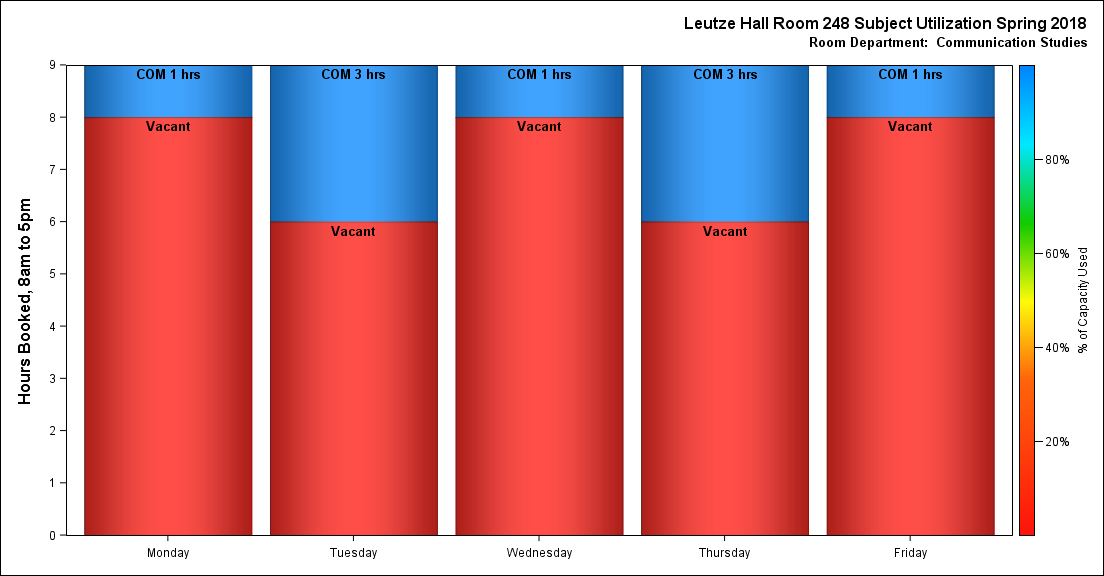 Leutze Hall Room 248 Subject Utilization Spring 2018
Room Department:  Communication Studies
Hours Booked, 8am to 5pm
9
8
7
6
5
4
3
2
1
0
COM 1 hrs
Vacant
COM 3 hrs
Vacant
COM 1 hrs
Vacant
COM 3 hrs
Vacant
COM 1 hrs
Vacant
Monday
Tuesday
Wednesday
Thursday
Friday
80%
60%
40%
20%
% of Capacity Used